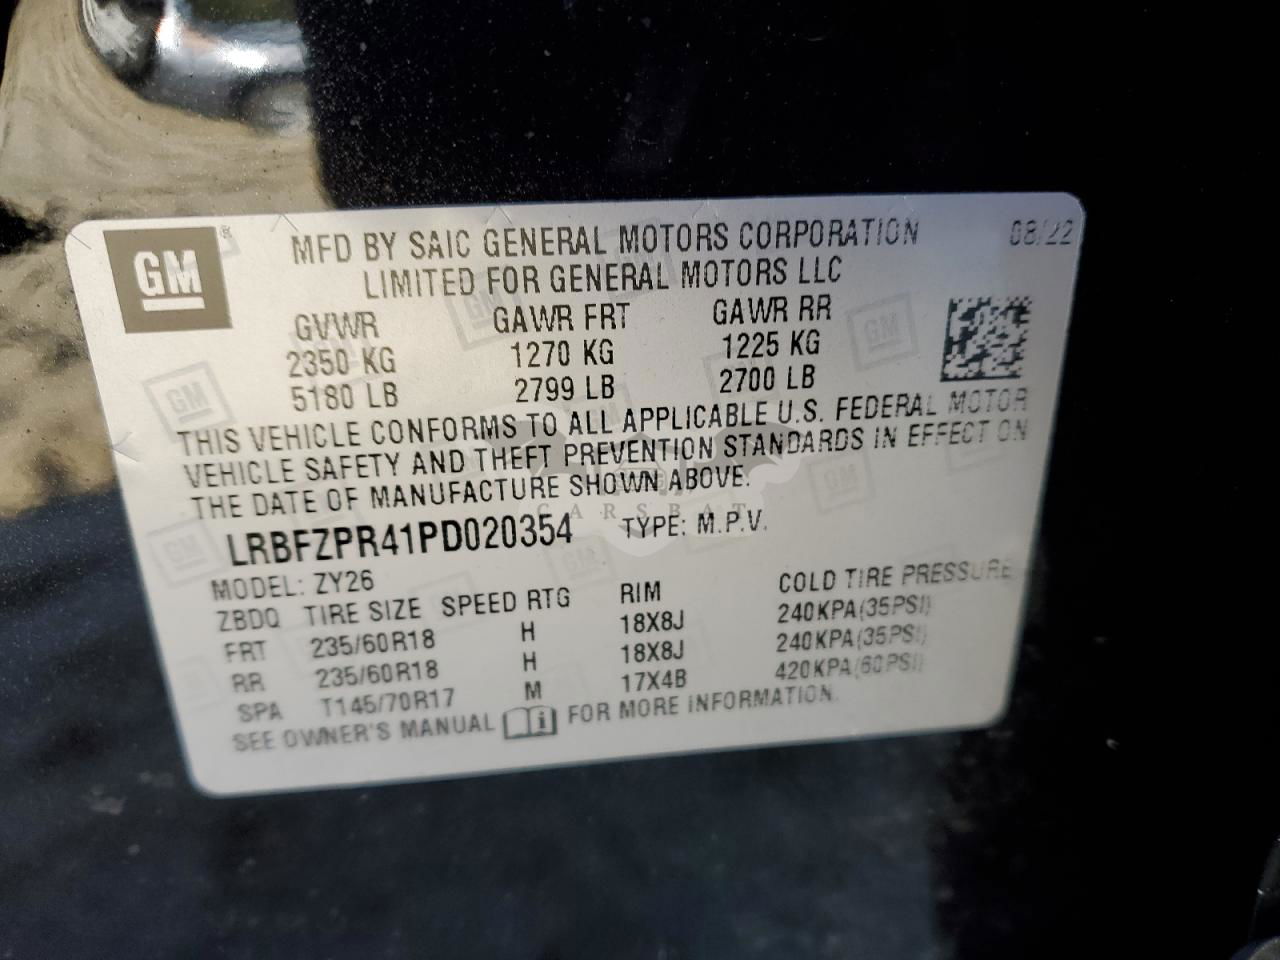 GM ®
MFD BY SAIC GENERAL MOTORS CORPORATION 08/22
LIMITED FOR GENERAL MOTORS LLC
GVWR GAWR FRT GAWR RR
2350 KG 1270 KG 1225 KG
5180 LB 2799 LB 2700 LB
THIS VEHICLE CONFORMS TO ALL APPLICABLE U.S. FEDERAL MOTOR
VEHICLE SAFETY AND THEFT PREVENTION STANDARDS IN EFFECT ON
THE DATE OF MANUFACTURE SHOWN ABOVE.
CARSBAT
LRBFZPR41PD020354 TYPE: M.P.V.
MODEL: ZY26
ZBDQ TIRE SIZE SPEED RTG RIM COLD TIRE PRESSURE
FRT 235/60R18 H 18X8J 240KPA(35PSI)
RR 235/60R18 H 18X8J 240KPA(35PSI)
SPA T145/70R17 M 17X4B 420KPA(60PSI)
SEE OWNER'S MANUAL i FOR MORE INFORMATION.